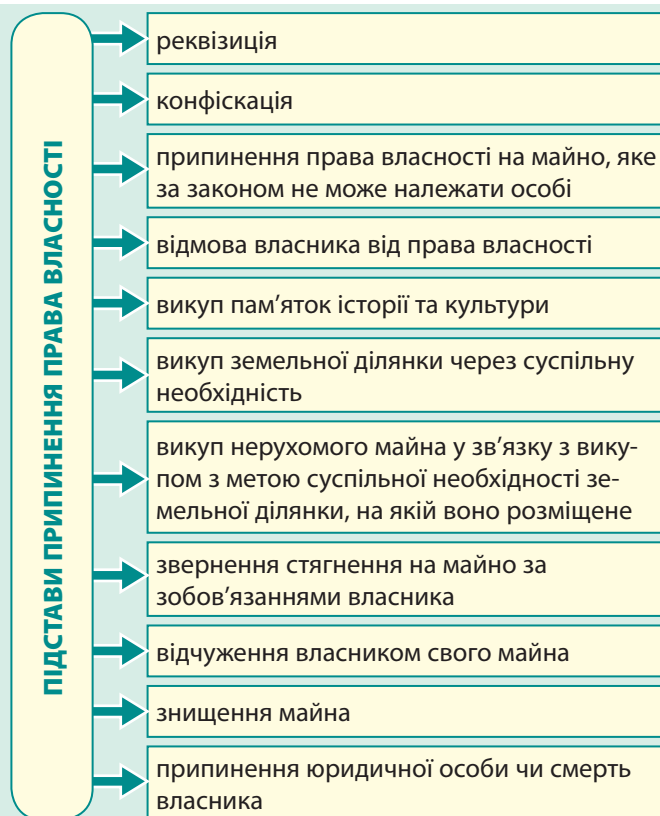 ПІДСТАВИ ПРИПИНЕННЯ ПРАВА ВЛАСНОСТІ
реквізиція
конфіскація
припинення права власності на майно, яке
за законом не може належати особі
відмова власника від права власності
викуп пам’яток історії та культури
викуп земельної ділянки через суспільну
необхідність
викуп нерухомого майна у зв’язку з вику-
пом з метою суспільної необхідності зе-
мельної ділянки, на якій воно розміщене
звернення стягнення на майно за
зобов’язаннями власника
відчуження власником свого майна
знищення майна
припинення юридичної особи чи смерть
власника